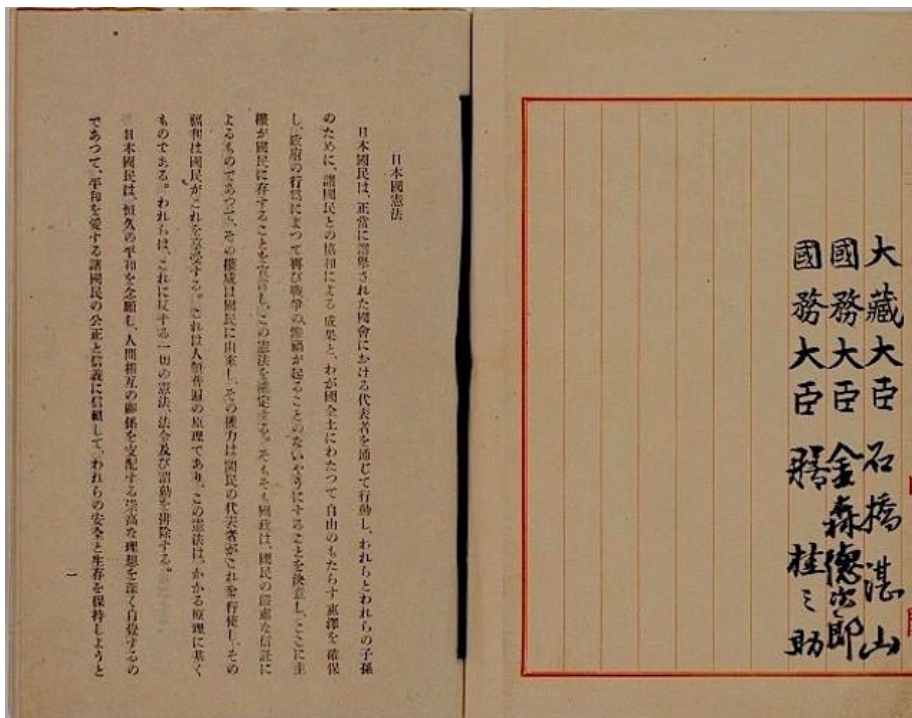 大藏大臣 石橋湛山
國務大臣 金森德次郎
國務大臣 膳 桂之助
日本國憲法
日本國民は、正當に選擧された國會における代表者を通じて行動し、われらとわれらの子孫
のために、諸國民との協和による成果と、わが國全土にわたつて自由のもたらす惠澤を確保
し、政府の行爲によつて再び戰爭の慘禍が起ることのないやうにすることを決意し、ここに主
權が國民に存することを宣言し、この憲法を確定する。そもそも國政は、國民の嚴肅な信託に
よるものであつて、その權威は國民に由來し、その權力は國民の代表者がこれを行使し、その
福利は國民がこれを享受する。これは人類普遍の原理であり、この憲法は、かかる原理に基く
ものである。われらは、これに反する一切の憲法、法令及び詔勅を排除する。
日本國民は、恒久の平和を念願し、人間相互の關係を支配する崇高な理想を深く自覺するの
であつて、平和を愛する諸國民の公正と信義に信賴して、われらの安全と生存を保持しようと
一